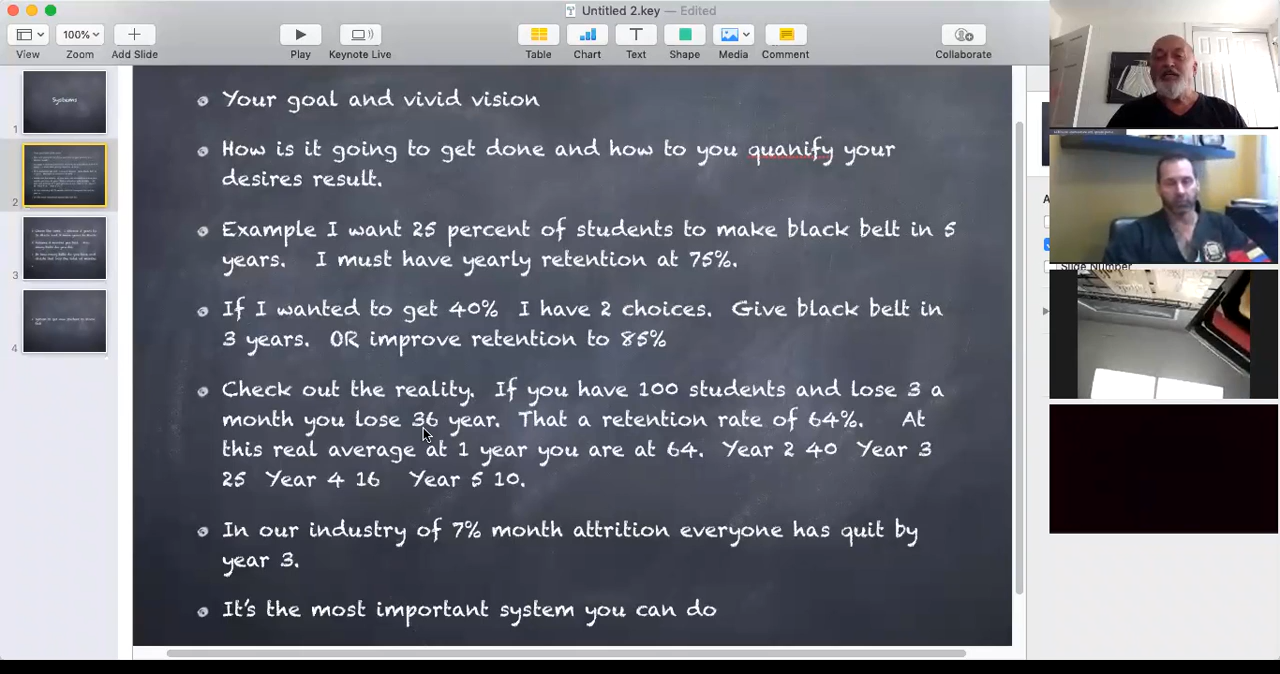 Untitled 2.key — Edited
100%
View
Zoom
Add Slide
Play
Keynote Live
Table
Chart
Text
Shape
Media
Comment
Collaborate
Systems
1
2
3
4
Your goal and vivid vision
How is it going to get done and how to you quanify your
desires result.
Example I want 25 percent of students to make black belt in 5
years. I must have yearly retention at 75%.
If I wanted to get 40% I have 2 choices. Give black belt in
3 years. OR improve retention to 85%
Check out the reality. If you have 100 students and lose 3 a
month you lose 36 year. That a retention rate of 64%. At
this real average at 1 year you are at 64. Year 2 40 Year 3
25 Year 4 16 Year 5 10.
In our industry of 7% month attrition everyone has quit by
year 3.
It's the most important system you can do
Slide Number